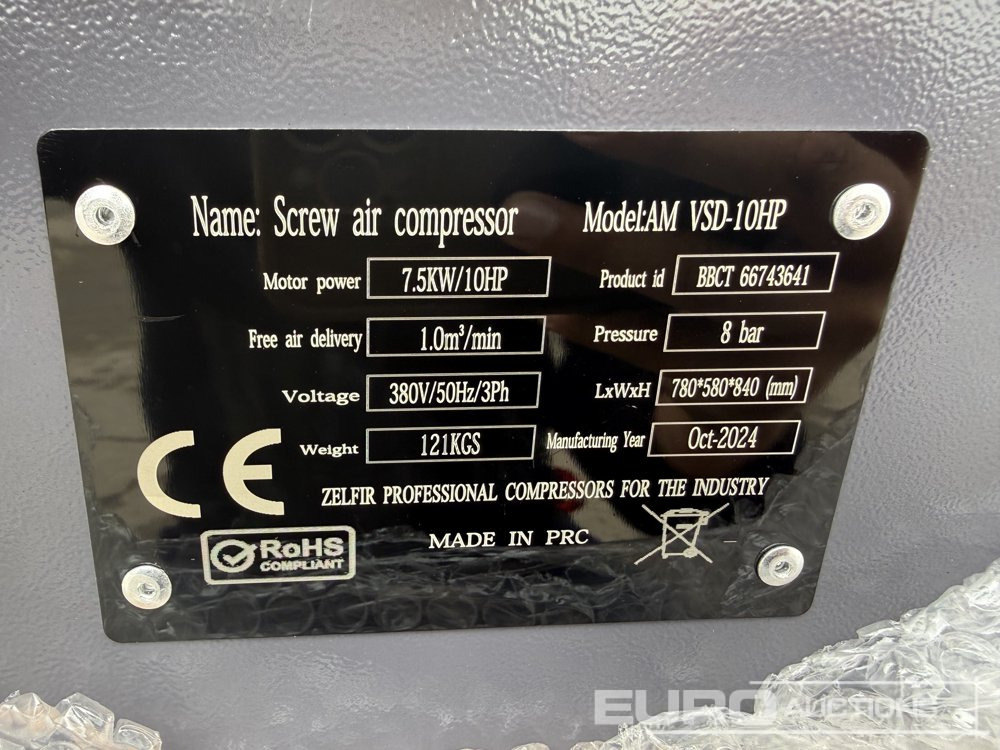 Name: Screw air compressor Model:AM VSD-10HP
Motor power 7.5KW/10HP Product id BBCT 66743641
Free air delivery 1.0m³/min Pressure 8 bar
Voltage 380V/50Hz/3Ph LxWxH 780*580*840 (mm)
Weight 121KGS Manufacturing Year Oct-2024
CE
ZELFIR PROFESSIONAL COMPRESSORS FOR THE INDUSTRY
RoHS
COMPLIANT
MADE IN PRC
EURO AUCTIONS